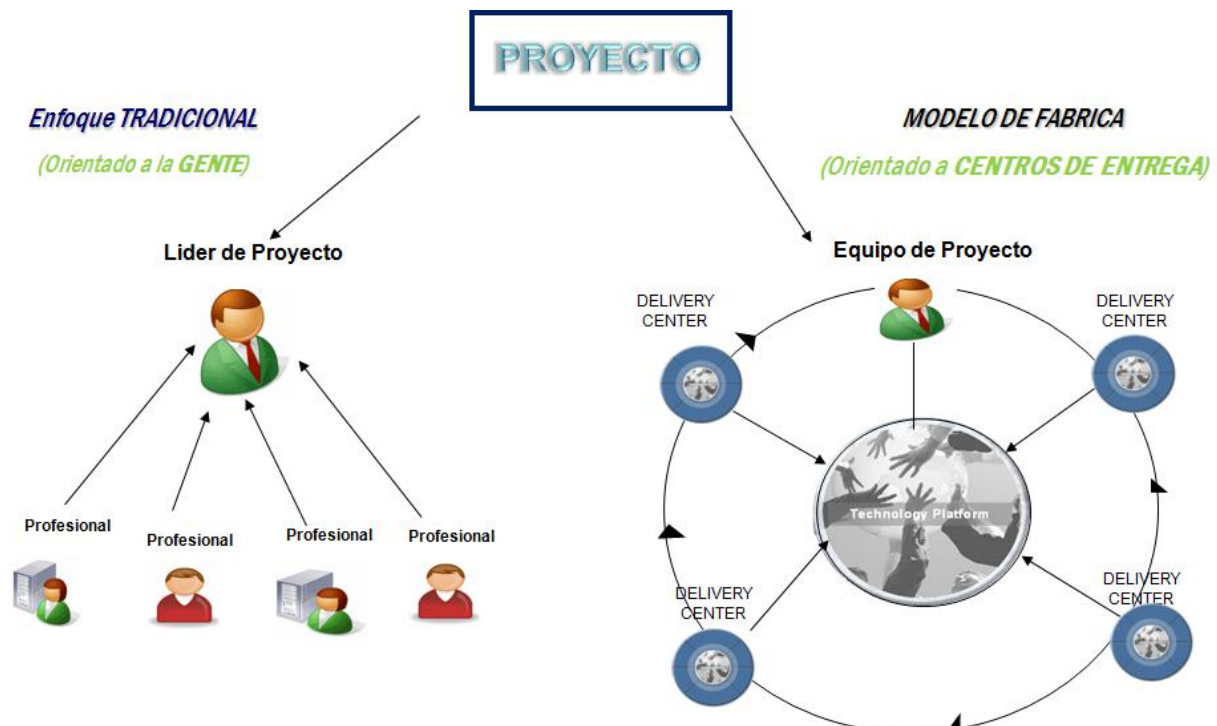 PROYECTO
Enfoque TRADICIONAL
(Orientado a la GENTE)
MODELO DE FABRICA
(Orientado a CENTROS DE ENTREGA)
Lider de Proyecto
Profesional
Profesional
Profesional
Profesional
Equipo de Proyecto
DELIVERY
CENTER
DELIVERY
CENTER
Technology Platform
DELIVERY
CENTER
DELIVERY
CENTER